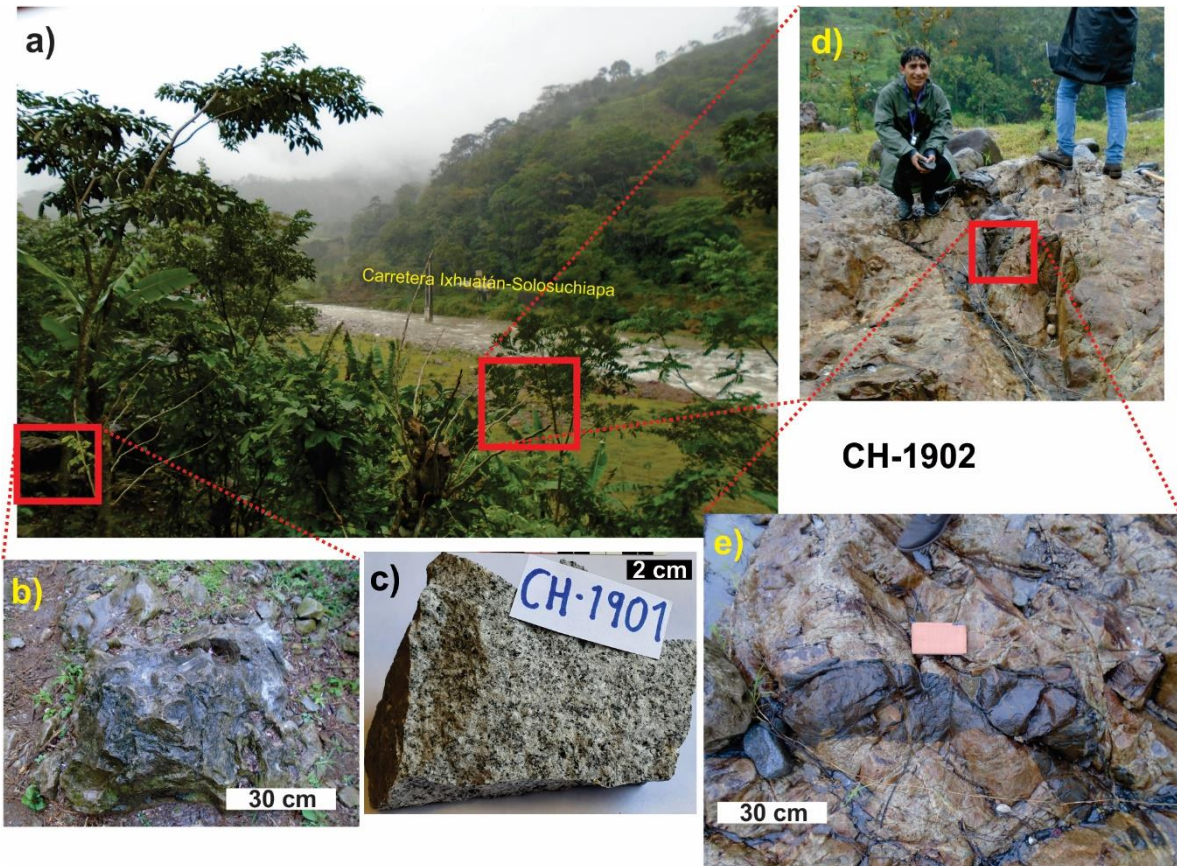 a)
Carretera Ixhuatán-Solosuchiapa
d)
CH-1902
b)
30 cm
c)
2 cm
CH-1901
e)
30 cm